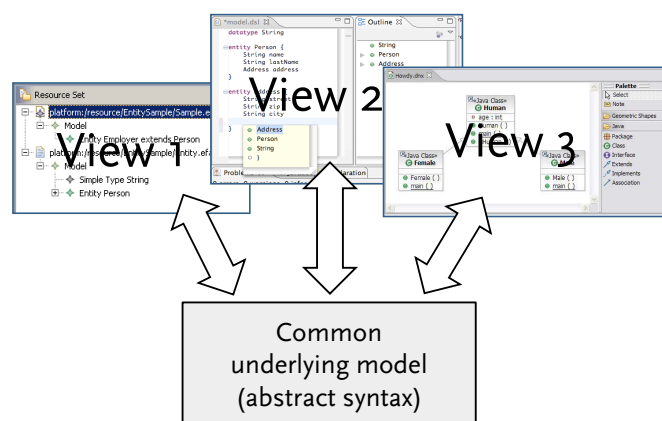 *model.dsl
Outline
datatype String
entity Person {
String name
String lastName
Address address
}
String
Person
Address
Resource Set
platform:/resource/EntitySample/Sample.e
Model
Entity Employer extends Person
Model
Simple Type String
Entity Person
View 1
View 2
String city
}
Address
Person
String
}
Howdy.dnx
«Java Class»
Human
age : int
main ( )
«Java Class»
Female
Female ( )
main ( )
«Java Class»
Male ( )
main ( )
View 3
Palette
Select
Note
Geometric Shapes
Java
Package
Class
Interface
Extends
Implements
Association
Common
underlying model
(abstract syntax)